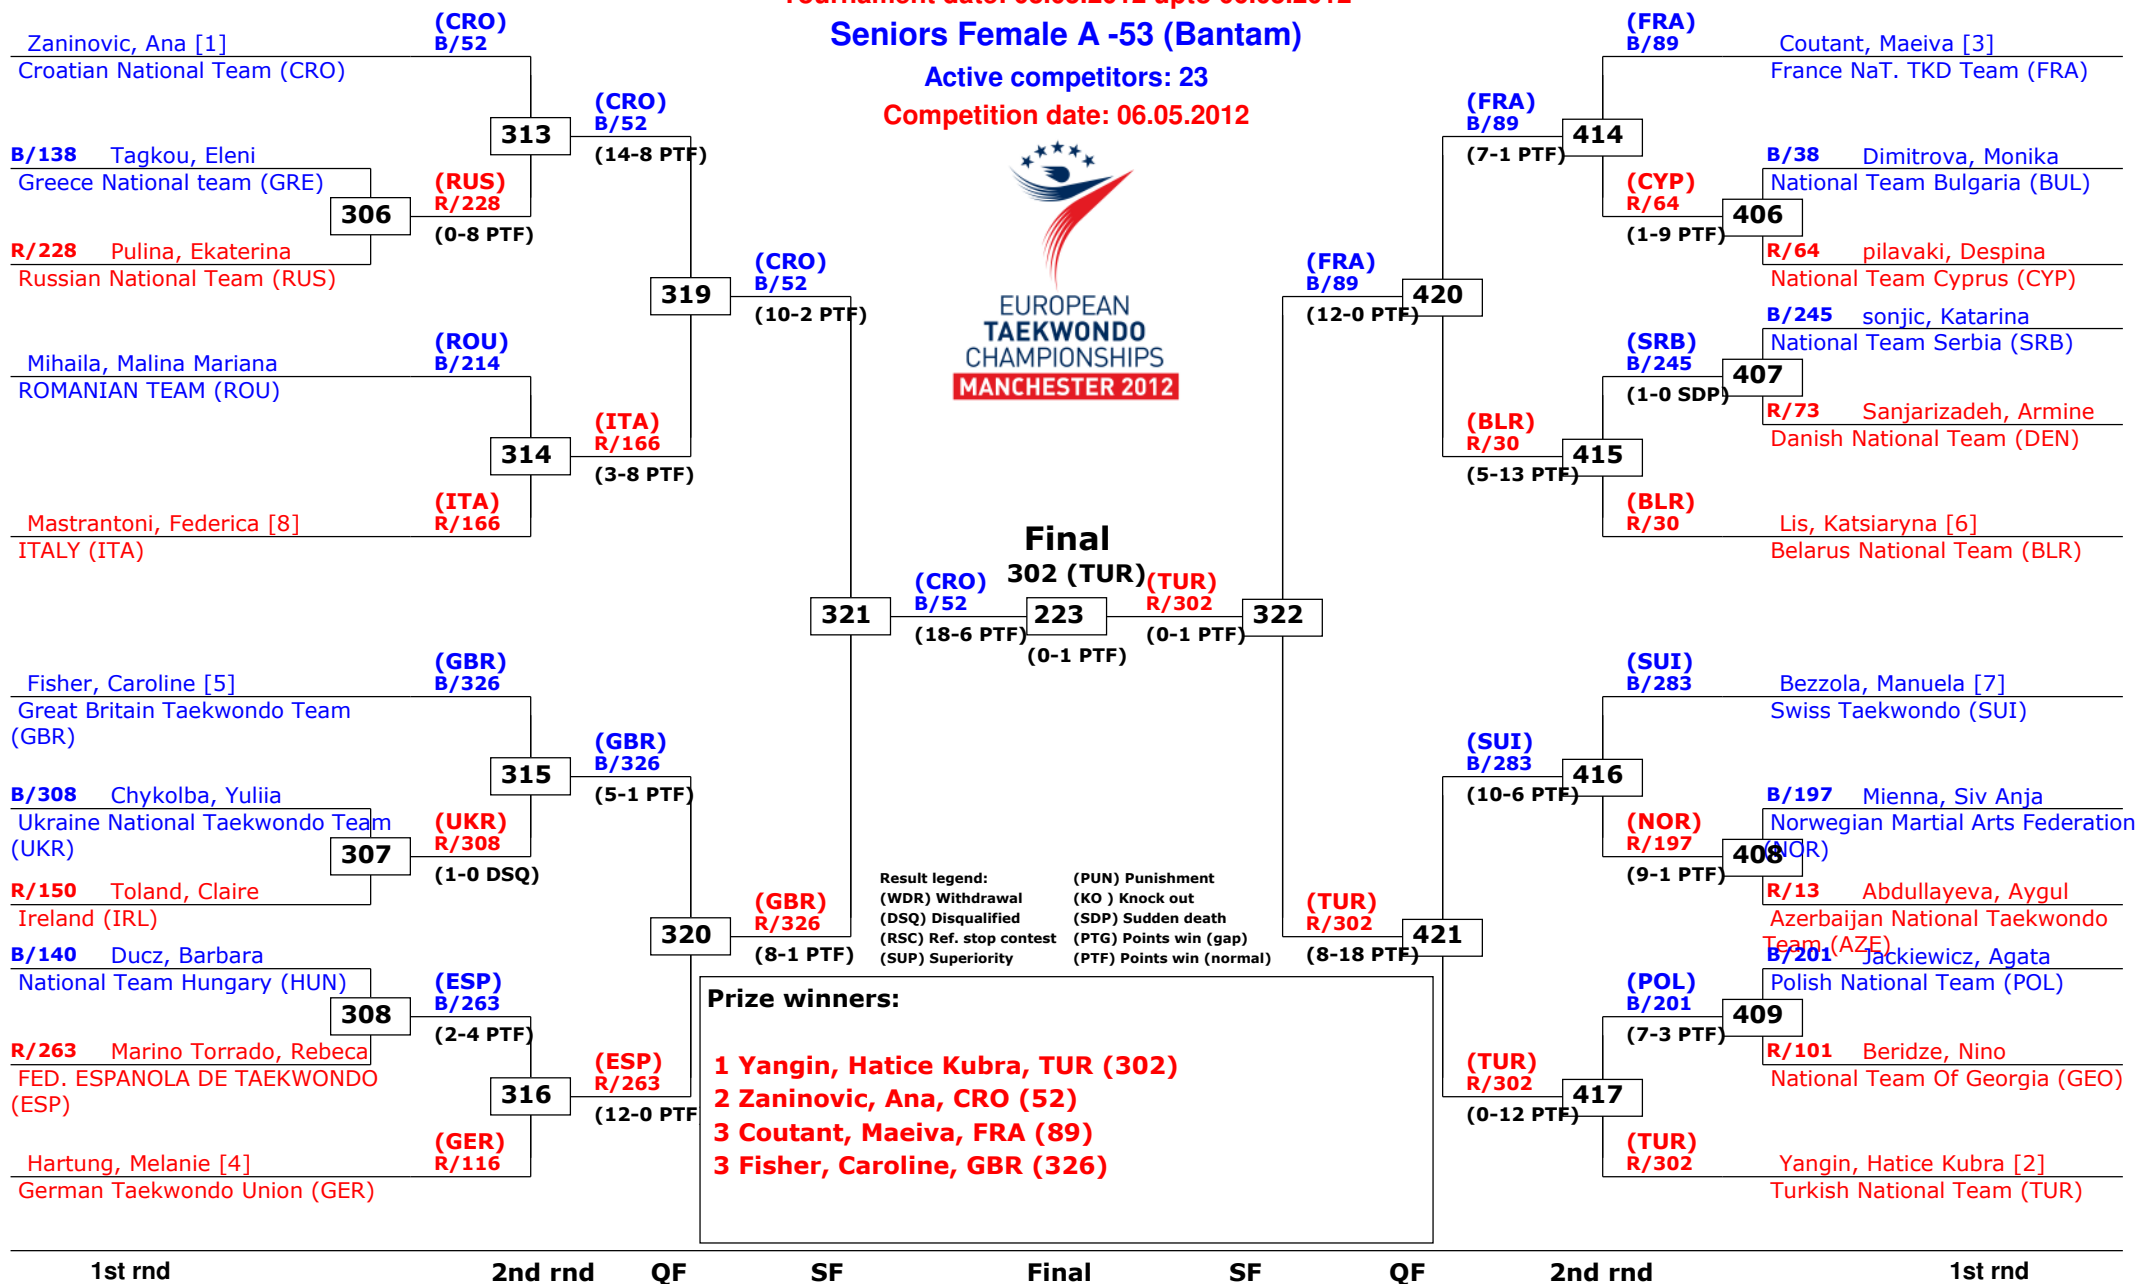 Seniors Female A -53 (Bantam)
Active competitors: 23
Competition date: 06.05.2012
EUROPEAN
TAEKWONDO
CHAMPIONSHIPS
MANCHESTER 2012
Zaninovic, Ana [1]
Croatian National Team (CRO)
(CRO)
B/52
B/138 Tagkou, Eleni
Greece National team (GRE)
306
R/228 Pulina, Ekaterina
Russian National Team (RUS)
(RUS)
R/228
(0-8 PTF)
313
(CRO)
B/52
(14-8 PTF)
Mihaila, Malina Mariana
ROMANIAN TEAM (ROU)
(ROU)
B/214
314
Mastrantoni, Federica [8]
ITALY (ITA)
(ITA)
R/166
(ITA)
R/166
(3-8 PTF)
319
(CRO)
B/52
(10-2 PTF)
Fisher, Caroline [5]
Great Britain Taekwondo Team
(GBR)
(GBR)
B/326
B/308 Chykolba, Yuliia
Ukraine National Taekwondo Team
(UKR)
307
R/150 Toland, Claire
Ireland (IRL)
(UKR)
R/308
(1-0 DSQ)
315
(GBR)
B/326
(5-1 PTF)
B/140 Ducz, Barbara
National Team Hungary (HUN)
308
R/263 Marino Torrado, Rebeca
FED. ESPANOLA DE TAEKWONDO
(ESP)
(ESP)
B/263
(2-4 PTF)
316
Hartung, Melanie [4]
German Taekwondo Union (GER)
(GER)
R/116
(ESP)
R/263
(12-0 PTF
320
(GBR)
R/326
(8-1 PTF)
321
(CRO)
B/52
(18-6 PTF)
Final
302 (TUR)
223
(0-1 PTF)
(TUR)
R/302
(0-1 PTF)
322
(FRA)
B/89
(12-0 PTF)
420
(FRA)
B/89
(7-1 PTF)
414
(FRA)
B/89
Coutant, Maeiva [3]
France NaT. TKD Team (FRA)
(CYP)
R/64
(1-9 PTF)
406
B/38 Dimitrova, Monika
National Team Bulgaria (BUL)
R/64 pilavaki, Despina
National Team Cyprus (CYP)
(SRB)
B/245
(1-0 SDP)
407
B/245 sonjic, Katarina
National Team Serbia (SRB)
R/73 Sanjarizadeh, Armine
Danish National Team (DEN)
(BLR)
R/30
(5-13 PTF)
415
(BLR)
R/30
Lis, Katsiaryna [6]
Belarus National Team (BLR)
(SUI)
B/283
Bezzola, Manuela [7]
Swiss Taekwondo (SUI)
(SUI)
B/283
(10-6 PTF)
416
(NOR)
R/197
(9-1 PTF)
408
B/197 Mienna, Siv Anja
Norwegian Martial Arts Federation
(NOR)
R/13 Abdullayeva, Aygul
Azerbaijan National Taekwondo
Team (AZE)
(TUR)
R/302
(8-18 PTF)
421
(POL)
B/201
(7-3 PTF)
409
B/201 Jackiewicz, Agata
Polish National Team (POL)
R/101 Beridze, Nino
National Team Of Georgia (GEO)
(TUR)
R/302
(0-12 PTF)
417
(TUR)
R/302
Yangin, Hatice Kubra [2]
Turkish National Team (TUR)
Result legend: (PUN) Punishment
(WDR) Withdrawal (KO ) Knock out
(DSQ) Disqualified (SDP) Sudden death
(RSC) Ref. stop contest (PTG) Points win (gap)
(SUP) Superiority (PTF) Points win (normal)
Prize winners:
1 Yangin, Hatice Kubra, TUR (302)
2 Zaninovic, Ana, CRO (52)
3 Coutant, Maeiva, FRA (89)
3 Fisher, Caroline, GBR (326)
1st rnd 2nd rnd QF SF Final SF QF 2nd rnd 1st rnd